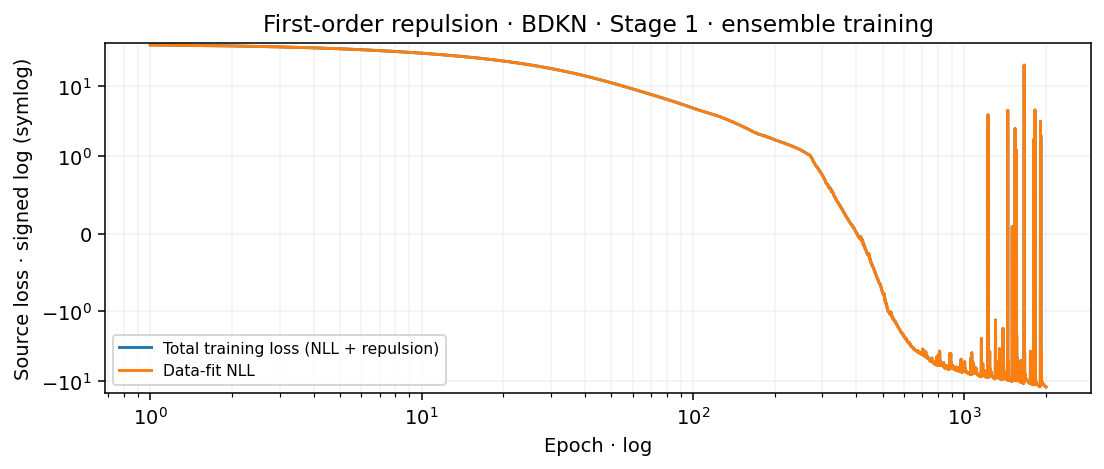 First-order repulsion · BDKN · Stage 1 · ensemble training
Source loss · signed log (symlog)
10¹
10⁰
0
−10⁰
−10¹
Total training loss (NLL + repulsion)
Data-fit NLL
10⁰ 10¹ 10² 10³
Epoch · log